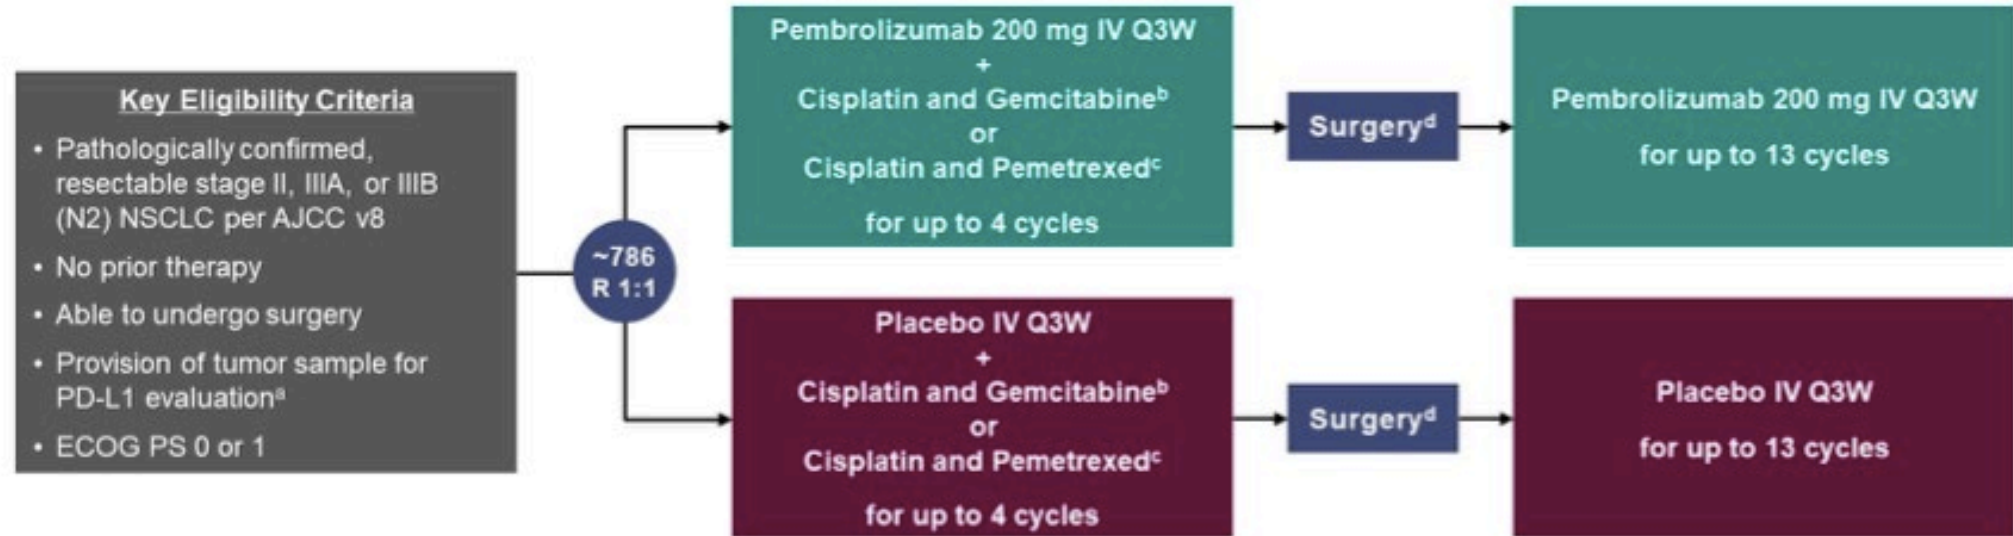 Key Eligibility Criteria
• Pathologically confirmed,
resectable stage II, IIIA, or IIIB
(N2) NSCLC per AJCC v8
• No prior therapy
• Able to undergo surgery
• Provision of tumor sample for
PD-L1 evaluationᵃ
• ECOG PS 0 or 1
~786
R 1:1
Pembrolizumab 200 mg IV Q3W
+
Cisplatin and Gemcitabineᵇ
or
Cisplatin and Pemetrexedᶜ
for up to 4 cycles
Surgeryᵈ
Pembrolizumab 200 mg IV Q3W
for up to 13 cycles
Placebo IV Q3W
+
Cisplatin and Gemcitabineᵇ
or
Cisplatin and Pemetrexedᶜ
for up to 4 cycles
Surgeryᵈ
Placebo IV Q3W
for up to 13 cycles